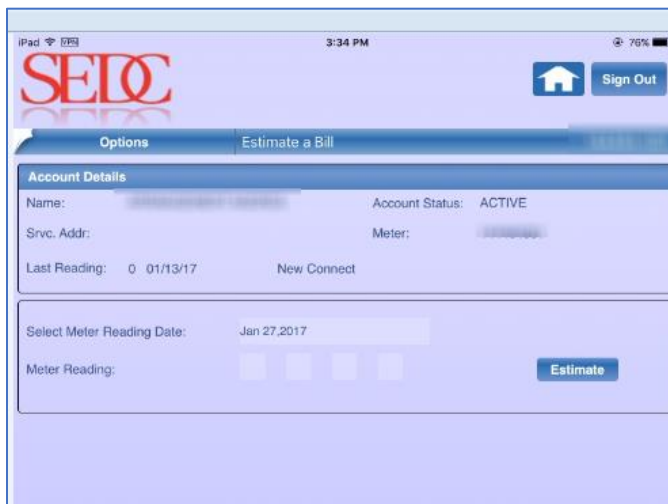 iPad VPN 3:34 PM 76%
SEDC
Sign Out
Options Estimate a Bill
Account Details
Name: Account Status: ACTIVE
Srvc. Addr: Meter:
Last Reading: 0 01/13/17 New Connect
Select Meter Reading Date: Jan 27,2017
Meter Reading: Estimate